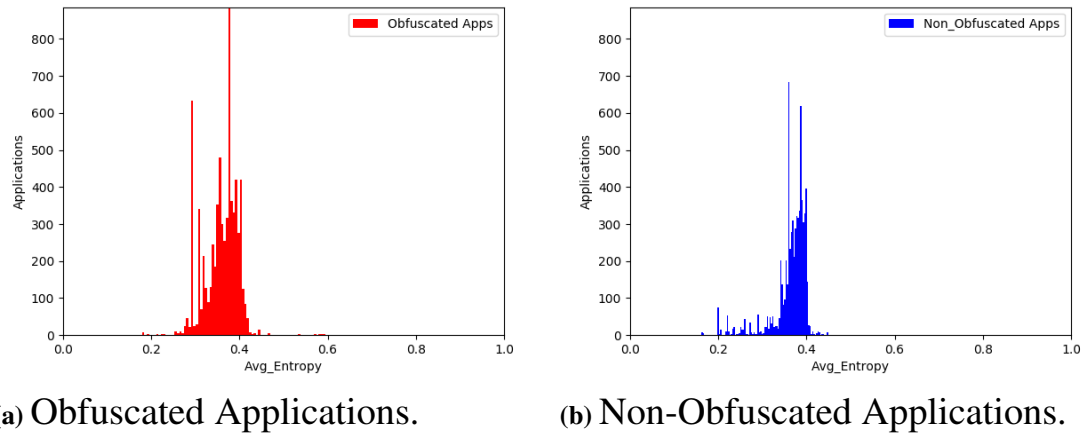 Obfuscated Apps
800
700
600
500
400
300
200
100
0
Applications
0.0 0.2 0.4 0.6 0.8 1.0
Avg_Entropy
Non_Obfuscated Apps
800
700
600
500
400
300
200
100
0
Applications
0.0 0.2 0.4 0.6 0.8 1.0
Avg_Entropy
a) Obfuscated Applications.
(b) Non-Obfuscated Applications.